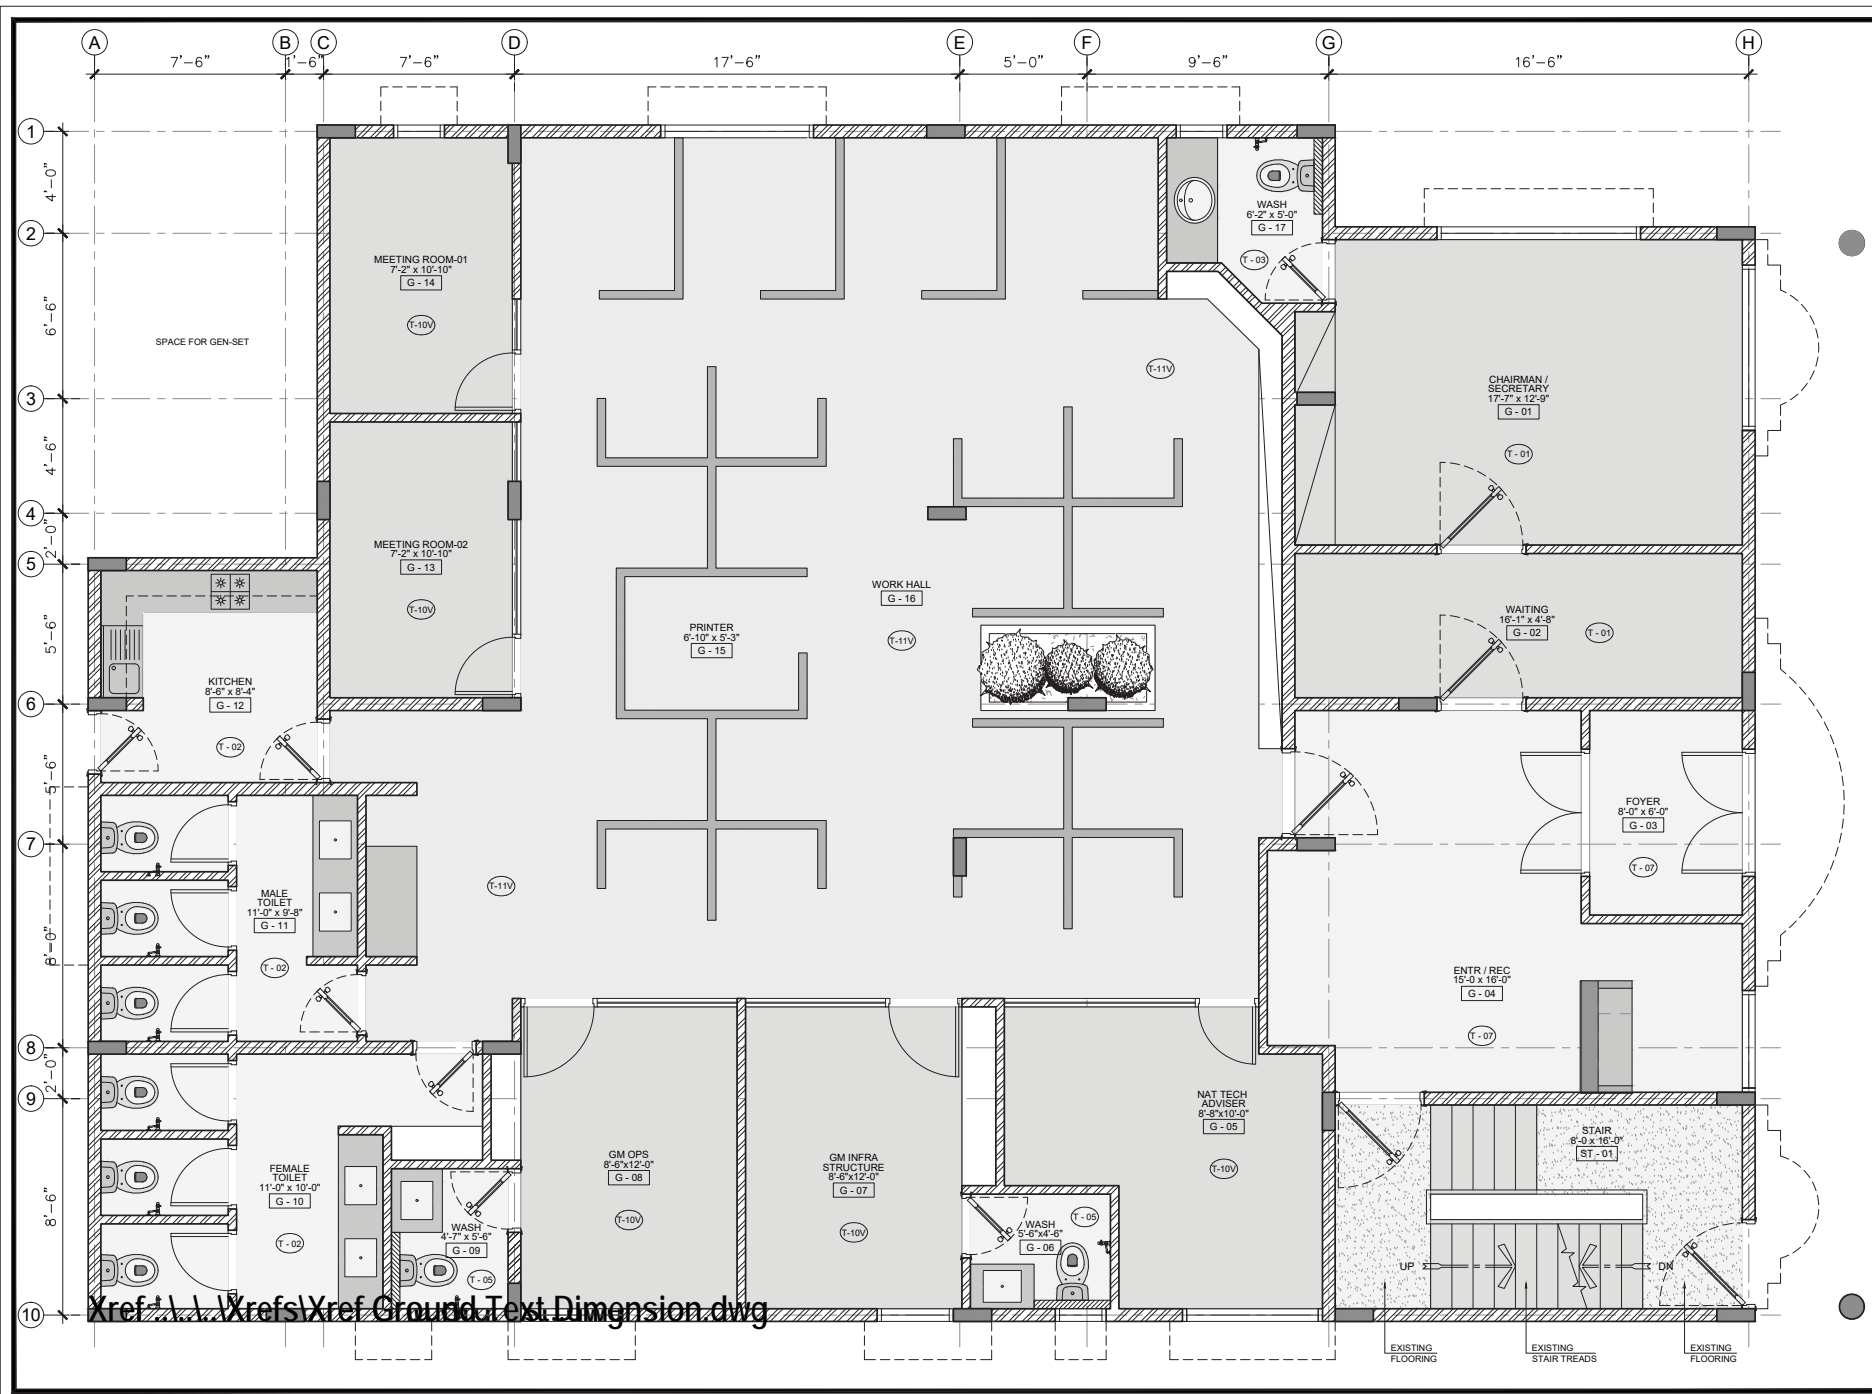 A B C D E F G H
7'-6" 1'-6" 7'-6" 17'-6" 5'-0" 9'-6" 16'-6"
1
4'-0"
2
6'-6"
3
4'-6"
4
2'-0"
5
5'-6"
6
5'-6"
7
8'-0"
8
2'-0"
9
8'-6"
10
WASH
6'-2" x 5'-0"
G - 17
T - 03
MEETING ROOM-01
7'-2" x 10'-10"
G - 14
T-10V
SPACE FOR GEN-SET
T-11V
CHAIRMAN /
SECRETARY
17'-7" x 12'-9"
G - 01
T - 01
MEETING ROOM-02
7'-2" x 10'-10"
G - 13
T-10V
WORK HALL
G - 16
T-11V
PRINTER
6'-10" x 5'-3"
G - 15
WAITING
16'-1" x 4'-8"
G - 02
T - 01
KITCHEN
8'-6" x 8'-4"
G - 12
T - 02
FOYER
8'-0" x 6'-0"
G - 03
T - 07
MALE
TOILET
11'-0" x 9'-8"
G - 11
T - 02
T-11V
ENTR / REC
15'-0 x 16'-0"
G - 04
T - 07
NAT TECH
ADVISER
8'-8"x10'-0"
G - 05
T-10V
STAIR
8'-0 x 16'-0"
ST - 01
GM OPS
8'-6"x12'-0"
G - 08
T-10V
GM INFRA
STRUCTURE
8'-6"x12'-0"
G - 07
T-10V
FEMALE
TOILET
11'-0" x 10'-0"
G - 10
T - 02
WASH
4'-7" x 5'-6"
G - 09
T - 05
WASH
5'-6"x4'-6"
G - 06
T - 05
UP
DN
Xref ..\..\..\Xrefs\Xref Ground Text Dimension.dwg
EXISTING
FLOORING
EXISTING
STAIR TREADS
EXISTING
FLOORING